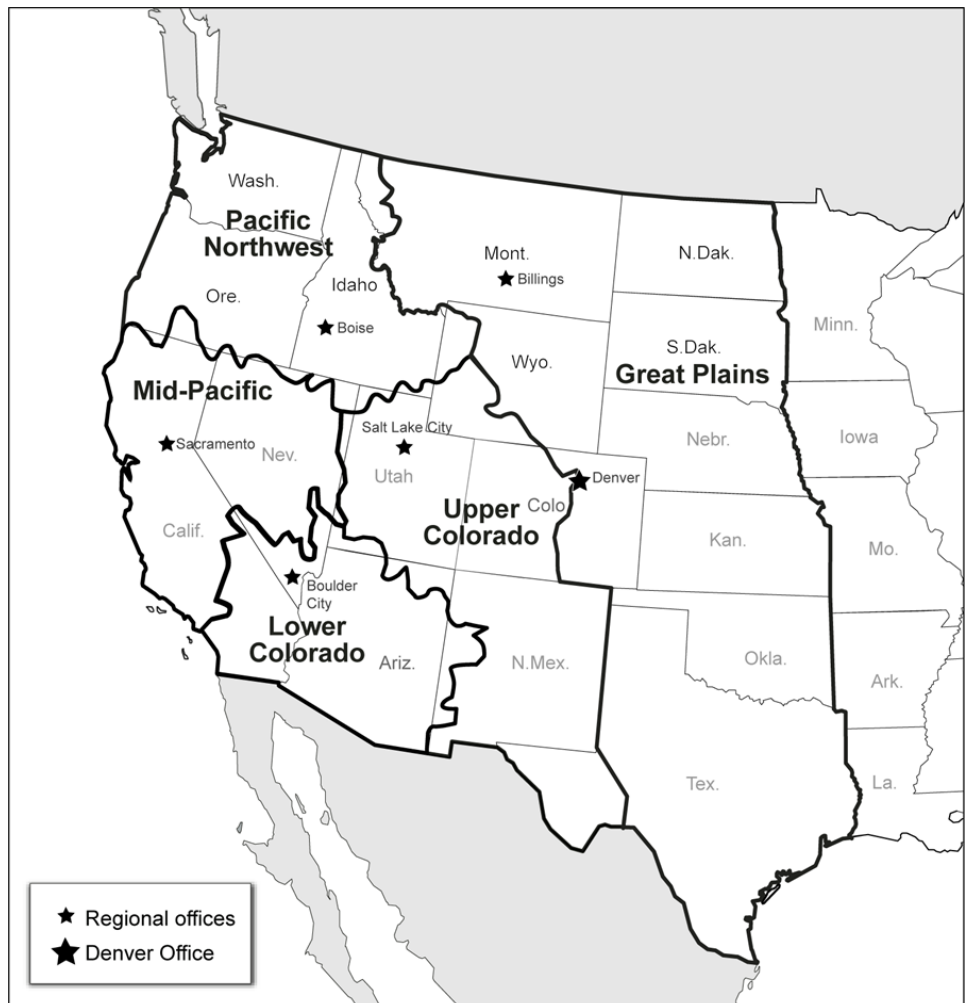 Wash.
Pacific
Northwest
Mont.
N.Dak.
Idaho
Billings
Ore.
Boise
Minn.
S.Dak.
Wyo.
Great Plains
Mid-Pacific
Salt Lake City
Sacramento
Nev.
Nebr.
Iowa
Utah
Denver
Upper
Colorado
Colo
Calif.
Kan.
Mo.
Boulder
City
Lower
Colorado
Ariz.
N.Mex.
Okla.
Ark.
Tex.
La.
Regional offices
Denver Office